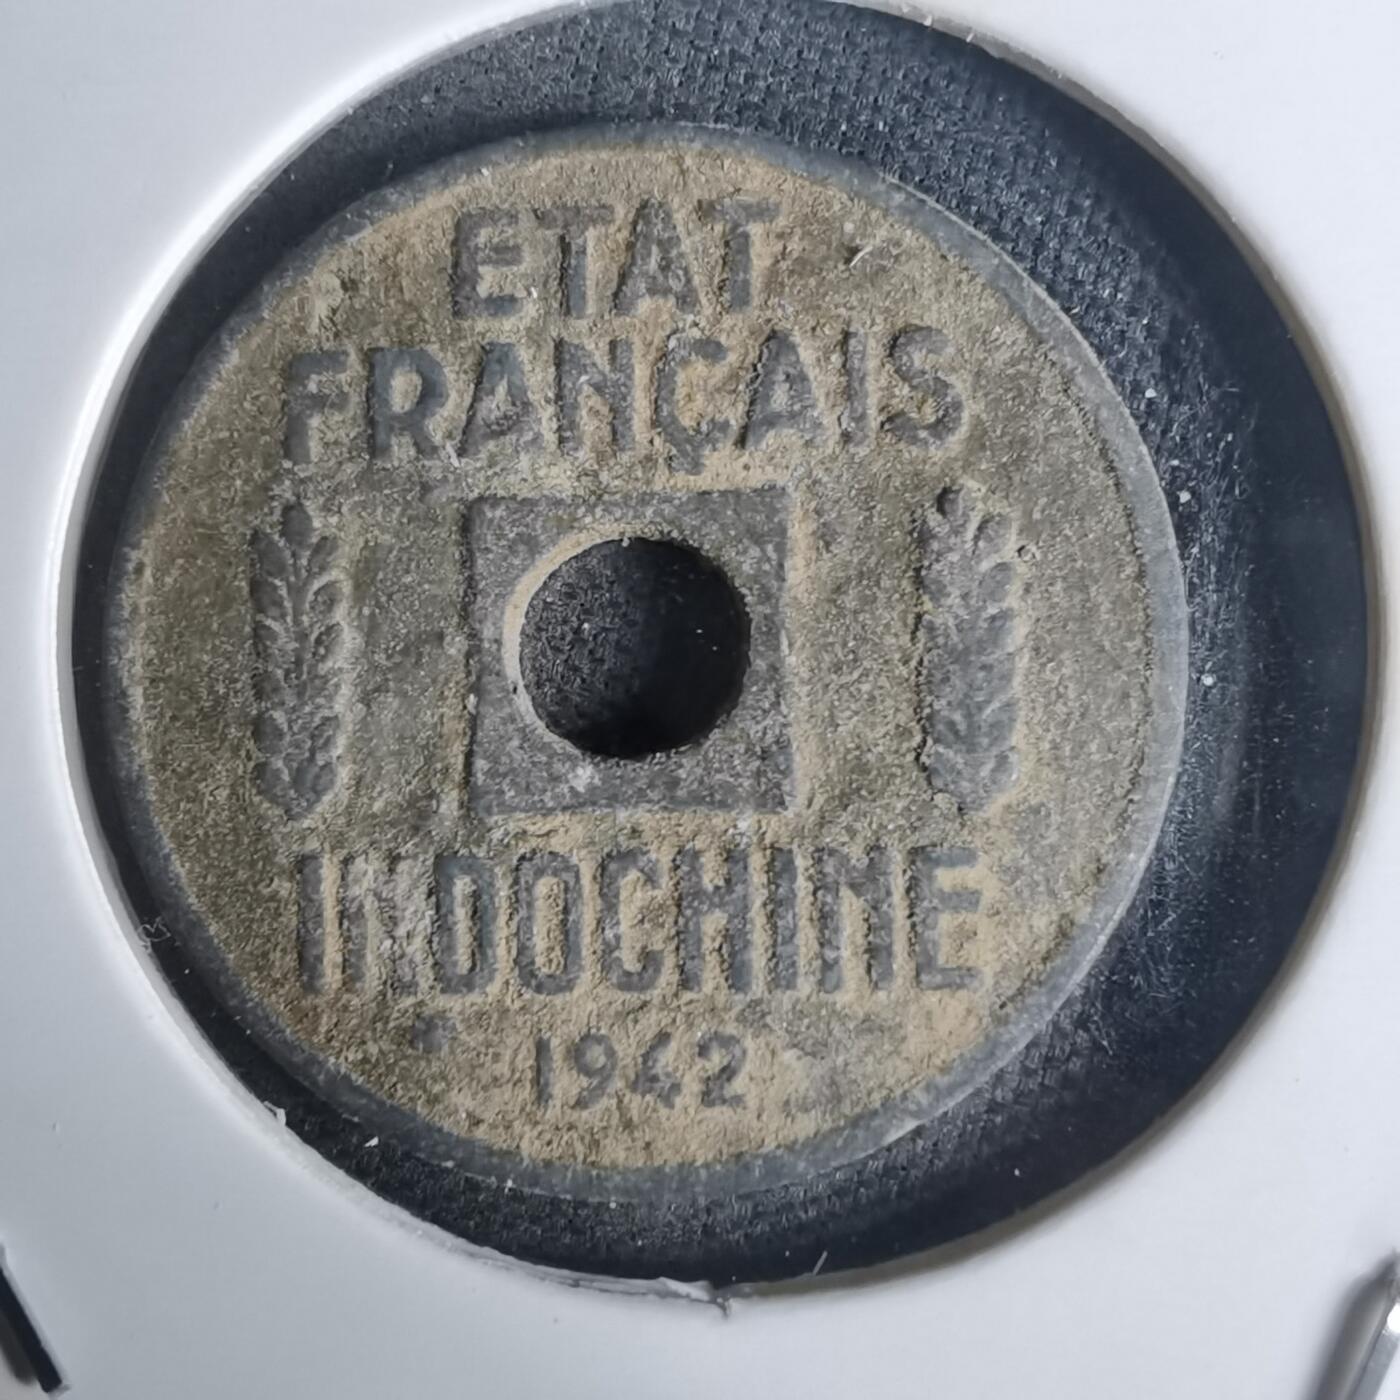 ETAT
FRANÇAIS
INDOCHINE
1942